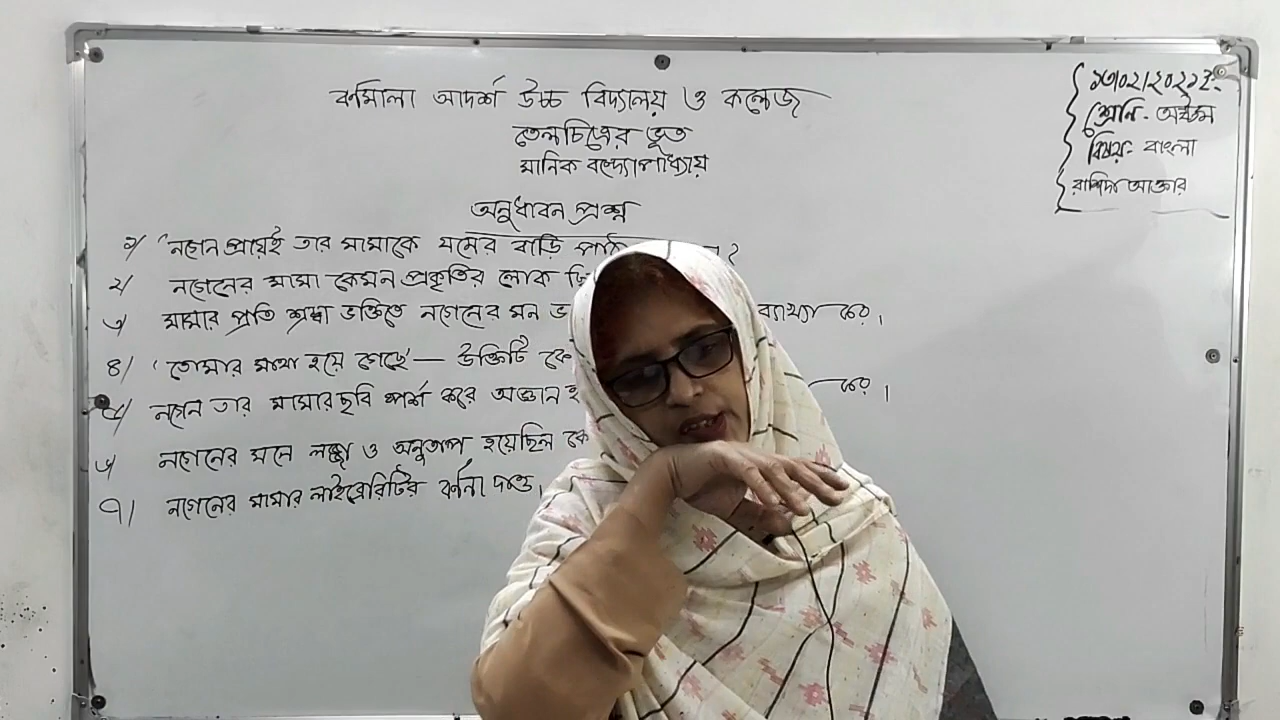 আদর্শ উচ্চ বিদ্যালয় ও কলেজ
তৈলচিত্রের ভূত
মানিক বন্দ্যোপাধ্যায়
অনুধাবন প্রশ্ন
১/ "নগেন প্রায়ই তার মামাকে যমের বাড়ি পাঠ ?
২/ নগেনের মামা কেমন প্রকৃতির লোক ছি
৩/ মামার প্রতি শ্রদ্ধা ভক্তিতে নগেনের মন ভ ব্যাখ্যা কর।
৪/ 'তোমার মাথা হয়ে গেছে'— উক্তিটি কে
৫/ নগেন তার মামার ছবি স্পর্শ করে অজ্ঞান হ কর।
৬/ নগেনের মনে লজ্জা ও অনুতাপ হয়েছিল কে
৭/ নগেনের মামার লাইব্রেরিটির বর্ণনা দাও।
শ্রেণি- অষ্টম
বিষয়- বাংলা
রাশিদা আক্তার